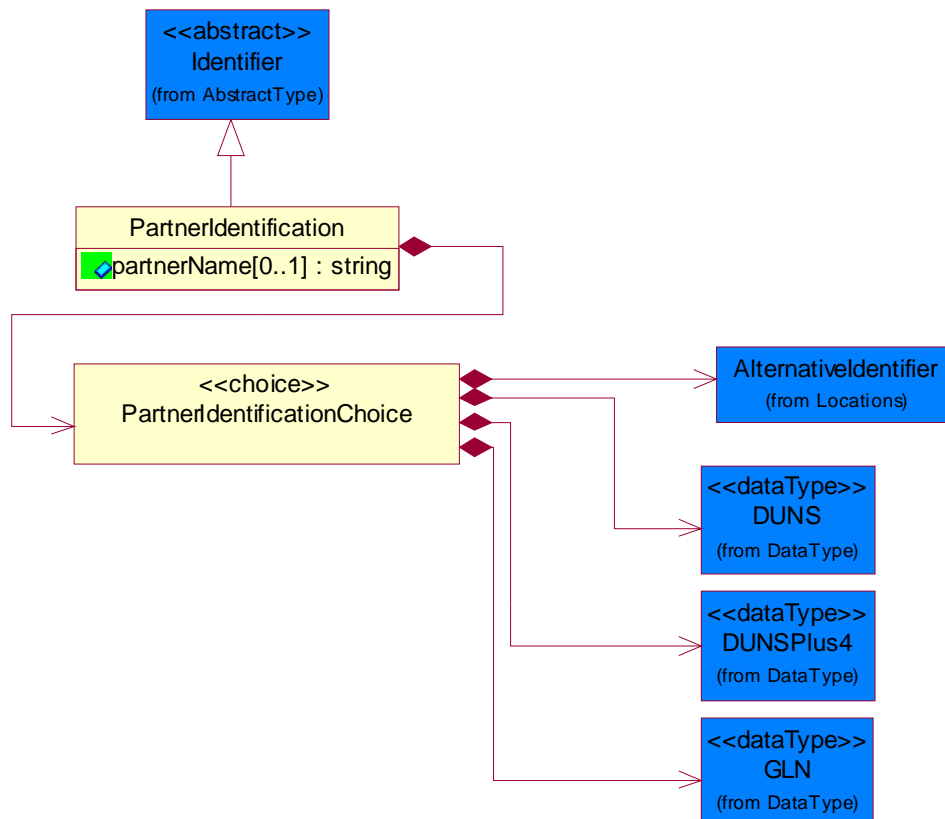 <<abstract>>
Identifier
(from AbstractType)
PartnerIdentification
partnerName[0..1] : string
<<choice>>
PartnerIdentificationChoice
AlternativeIdentifier
(from Locations)
<<dataType>>
DUNS
(from DataType)
<<dataType>>
DUNSPlus4
(from DataType)
<<dataType>>
GLN
(from DataType)